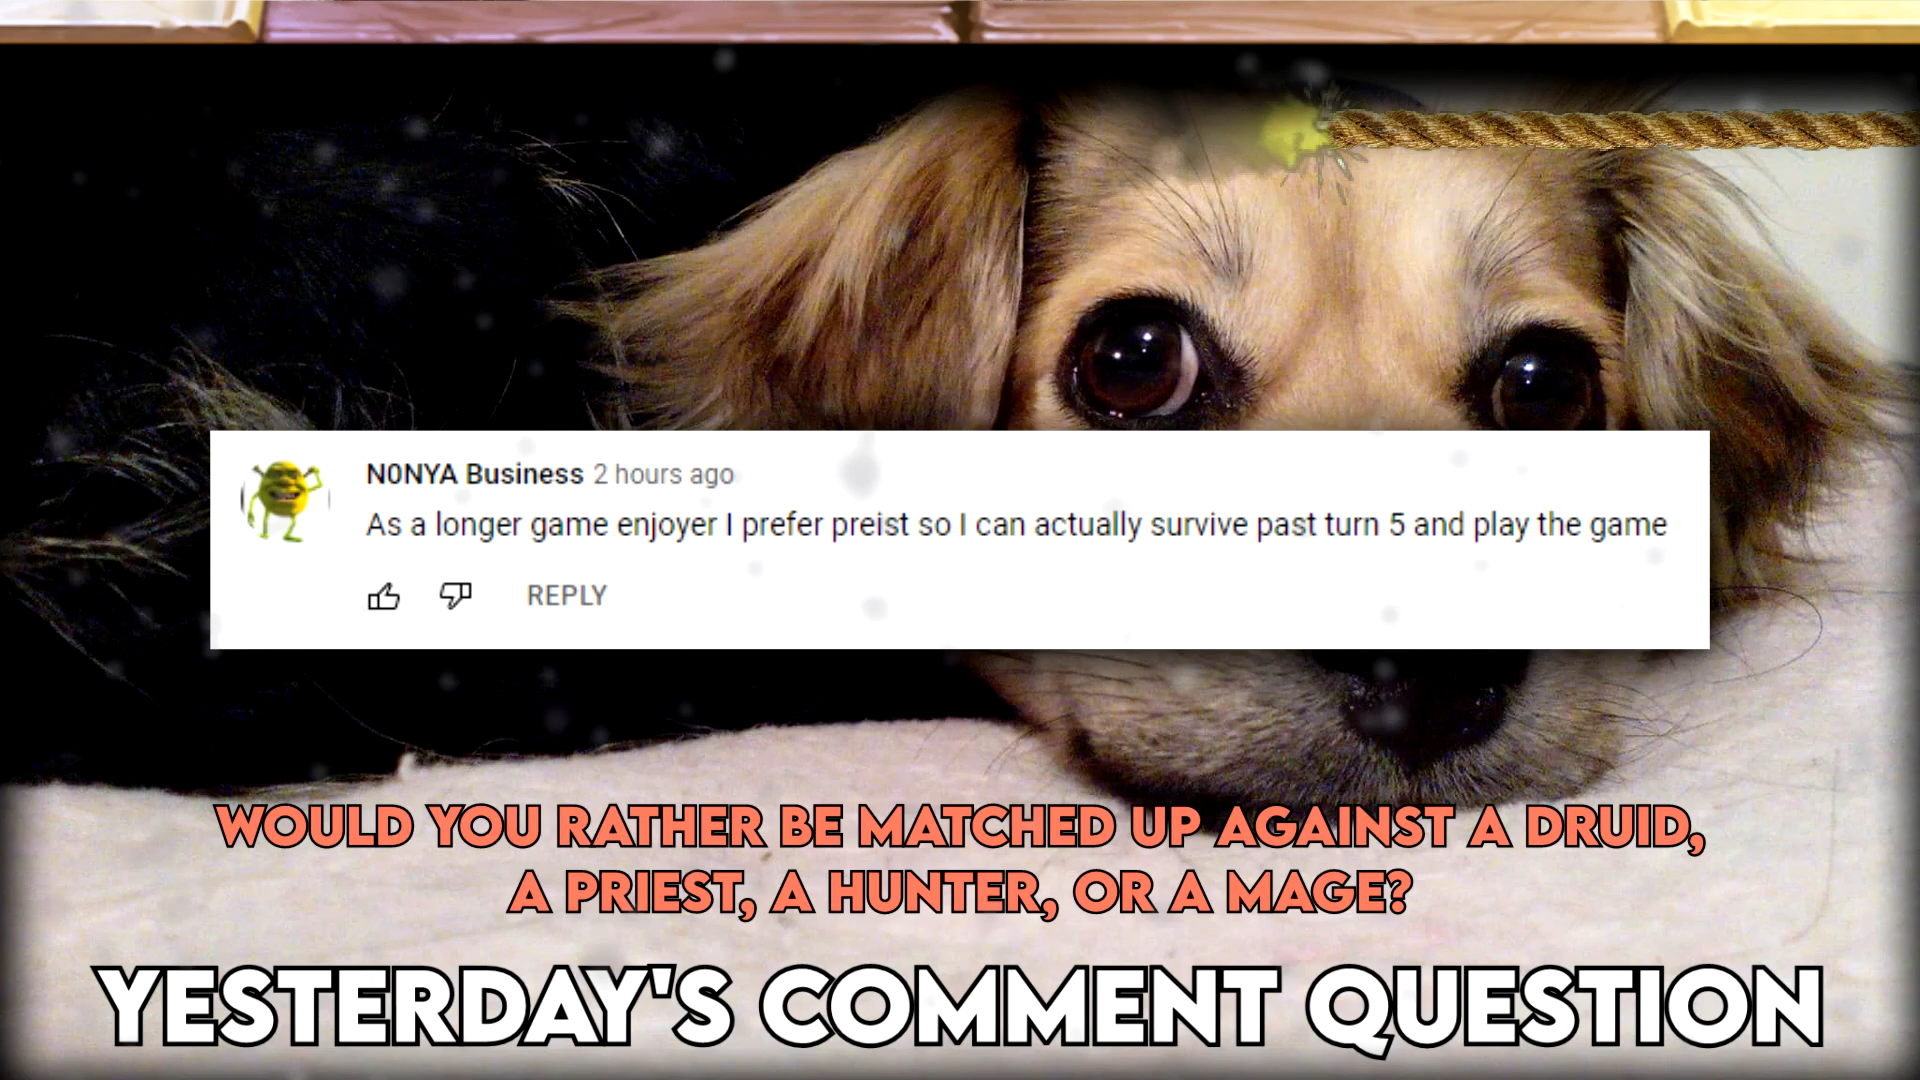 N0NYA Business 2 hours ago
As a longer game enjoyer I prefer preist so I can actually survive past turn 5 and play the game
REPLY
WOULD YOU RATHER BE MATCHED UP AGAINST A DRUID,
A PRIEST, A HUNTER, OR A MAGE?
YESTERDAY'S COMMENT QUESTION